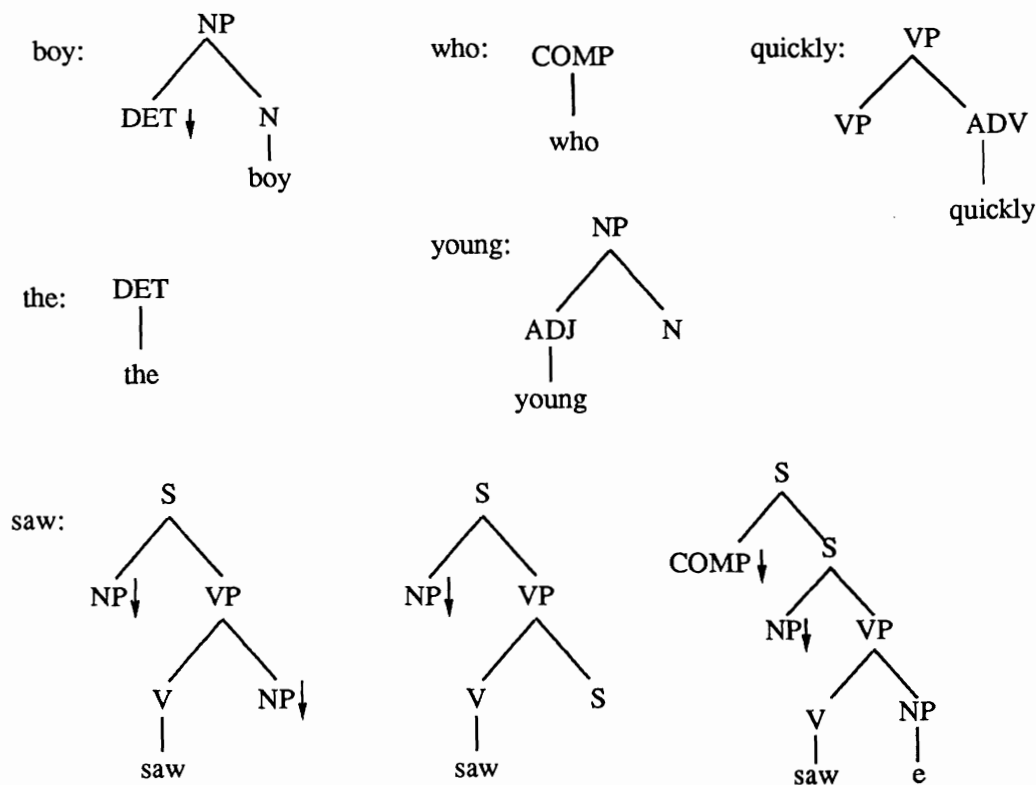 boy: NP who: COMP quickly: VP
DET ↓ N who VP ADV
boy quickly
the: DET young: NP
the ADJ N
young
saw: S S S
NP↓ VP NP↓ VP COMP↓ S
NP↓ VP
V NP↓ V S V NP
saw saw saw e